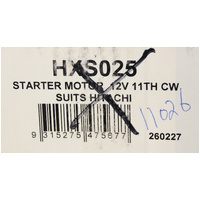 HXS025
STARTER MOTOR 12V 11TH CW
SUITS HITACHI
11026
9 315275 475677
260227